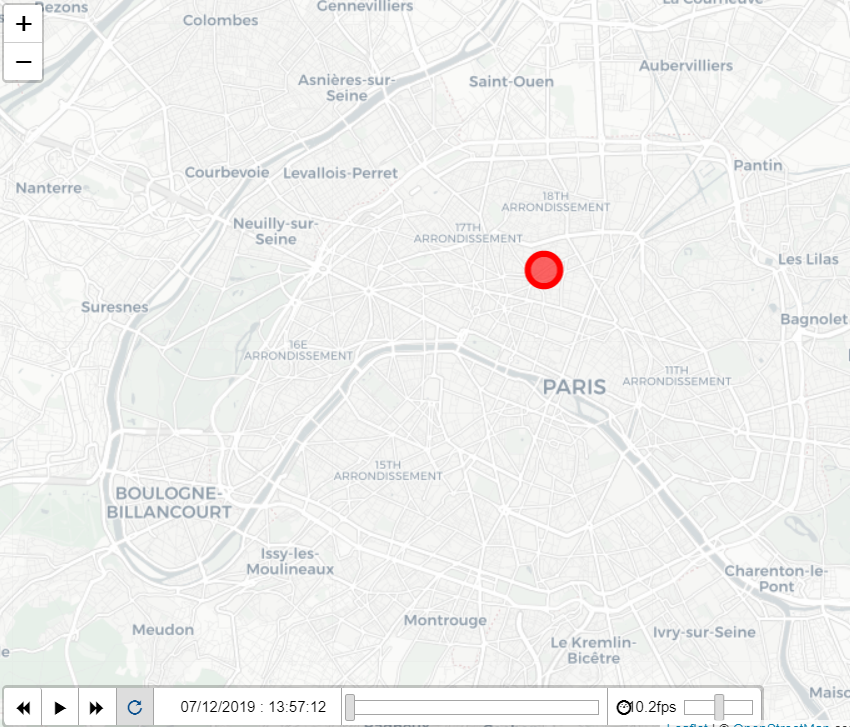 +
−
Bezons
Colombes
Gennevilliers
La Courneuve
Asnières-sur-
Seine
Saint-Ouen
Aubervilliers
Courbevoie
Levallois-Perret
Pantin
Nanterre
18TH
ARRONDISSEMENT
17TH
ARRONDISSEMENT
Neuilly-sur-
Seine
Les Lilas
Suresnes
Bagnolet
16E
ARRONDISSEMENT
PARIS
11TH
ARRONDISSEMENT
15TH
ARRONDISSEMENT
BOULOGNE-
BILLANCOURT
Issy-les-
Moulineaux
Charenton-le-
Pont
Montrouge
Meudon
Ivry-sur-Seine
Le Kremlin-
Bicêtre
Maiso
07/12/2019 : 13:57:12
10.2fps
Leaflet | © OpenStreetMap co